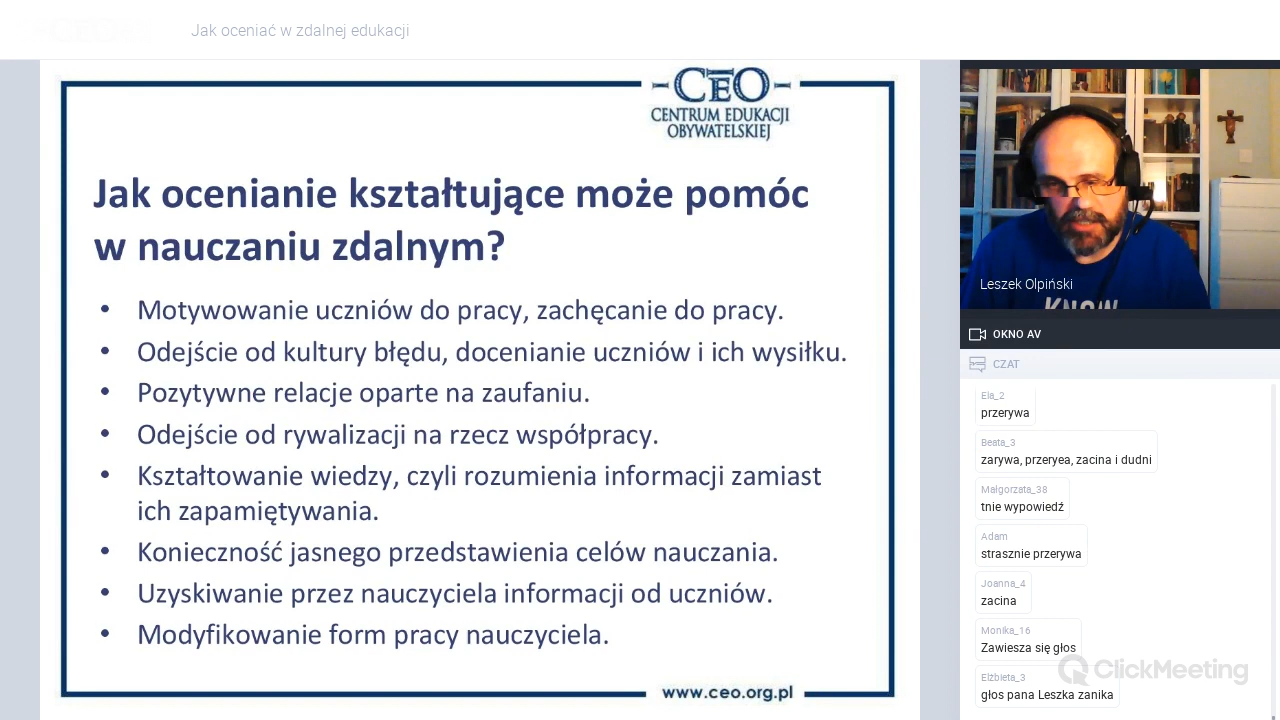 Jak oceniać w zdalnej edukacji
CEO
CENTRUM EDUKACJI
OBYWATELSKIEJ
Jak ocenianie kształtujące może pomóc
w nauczaniu zdalnym?
• Motywowanie uczniów do pracy, zachęcanie do pracy.
• Odejście od kultury błędu, docenianie uczniów i ich wysiłku.
• Pozytywne relacje oparte na zaufaniu.
• Odejście od rywalizacji na rzecz współpracy.
• Kształtowanie wiedzy, czyli rozumienia informacji zamiast
ich zapamiętywania.
• Konieczność jasnego przedstawienia celów nauczania.
• Uzyskiwanie przez nauczyciela informacji od uczniów.
• Modyfikowanie form pracy nauczyciela.
www.ceo.org.pl
Leszek Olpiński
KNOW
OKNO AV
CZAT
Ela_2
przerywa
Beata_3
zarywa, przeryea, zacina i dudni
Małgorzata_38
tnie wypowiedź
Adam
strasznie przerywa
Joanna_4
zacina
Monika_16
Zawiesza się głos
Elżbieta_3
głos pana Leszka zanika
ClickMeeting